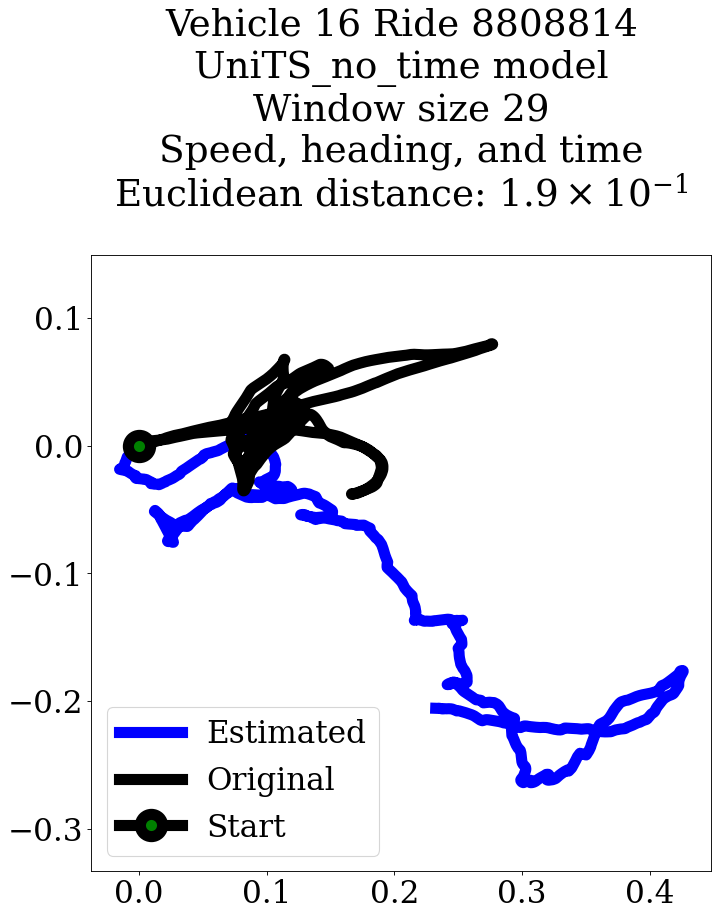 Vehicle 16 Ride 8808814
UniTS_no_time model
Window size 29
Speed, heading, and time
Euclidean distance: 1.9 × 10⁻¹
0.1
0.0
−0.1
−0.2
−0.3
Estimated
Original
Start
0.0 0.1 0.2 0.3 0.4